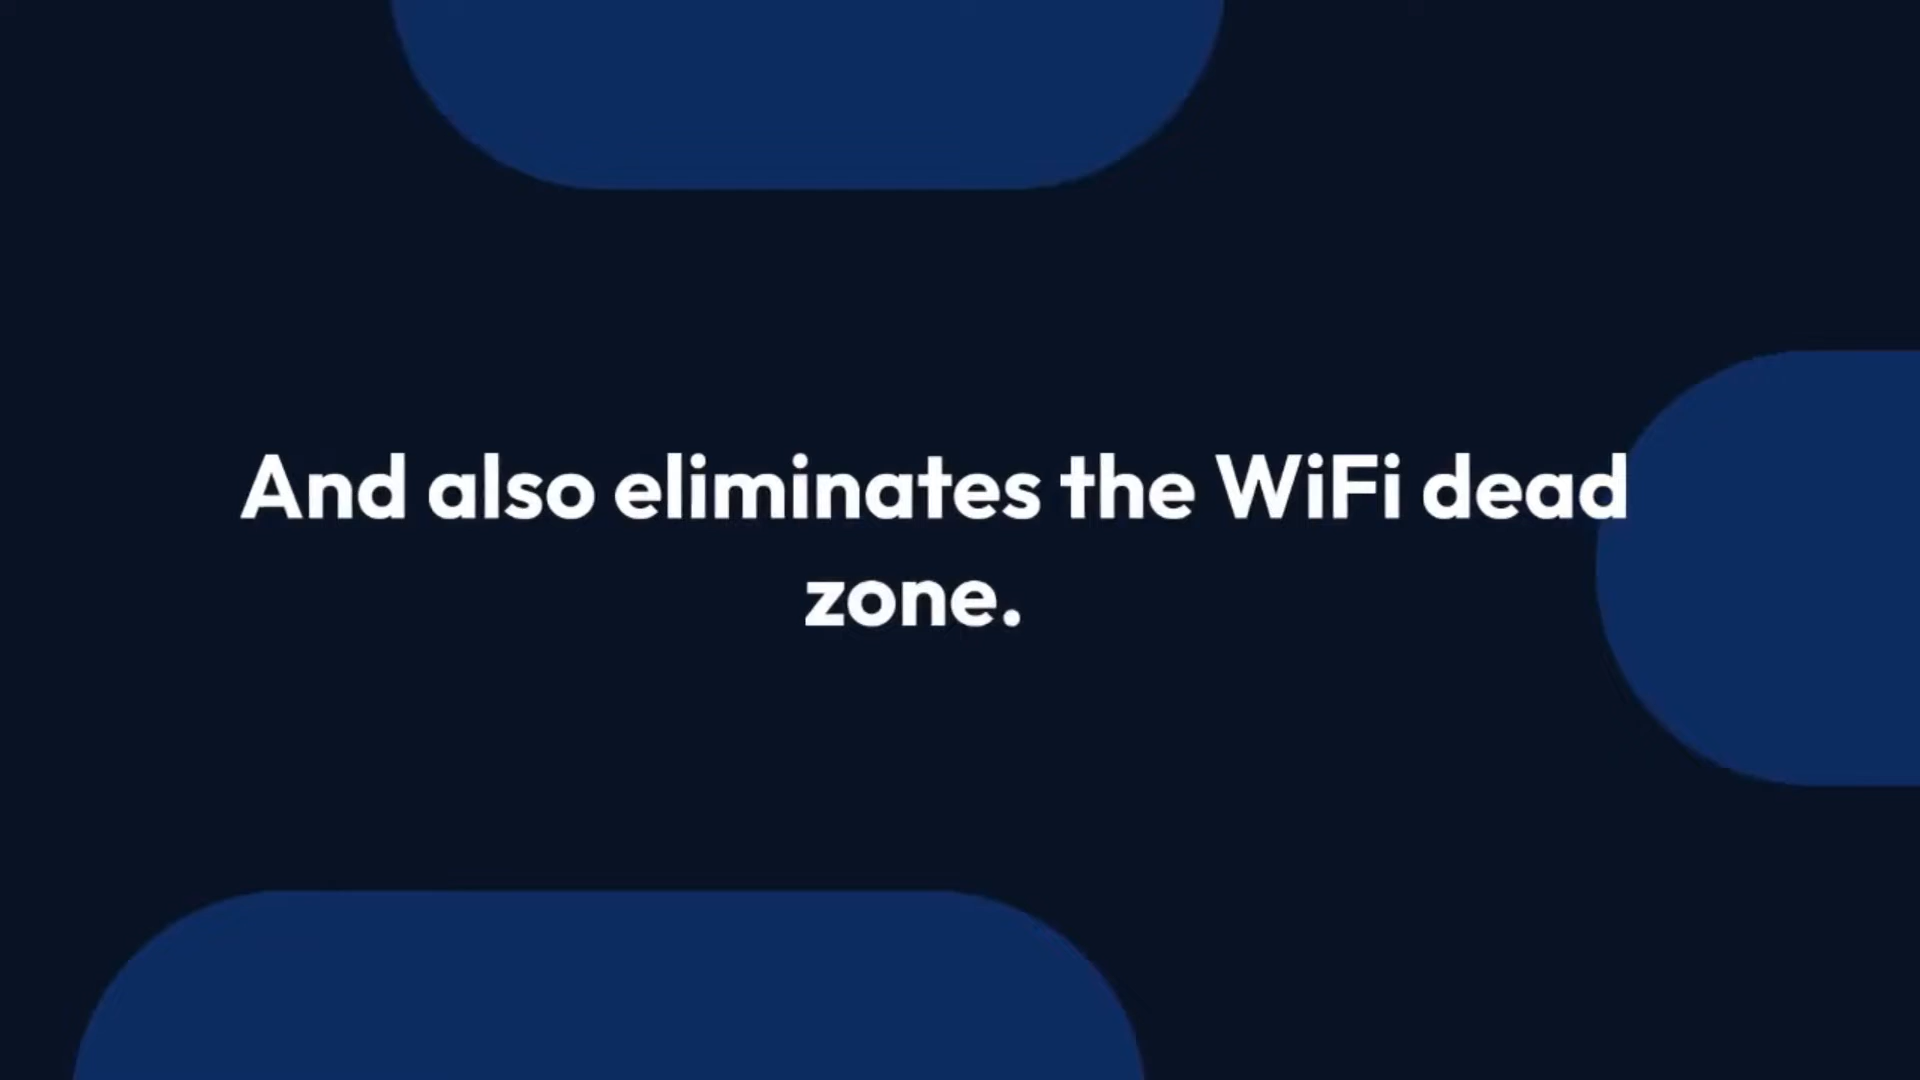 And also eliminates the WiFi dead
zone.